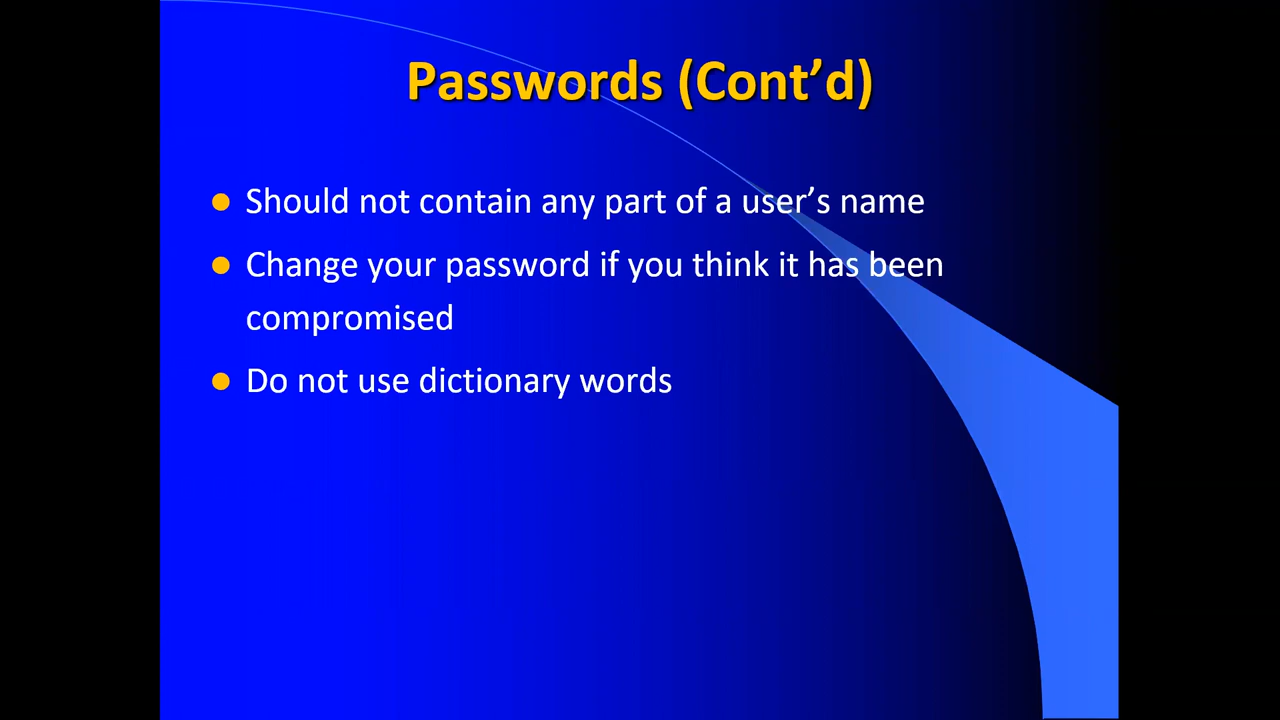 Passwords (Cont’d)
Should not contain any part of a user’s name
Change your password if you think it has been
compromised
Do not use dictionary words